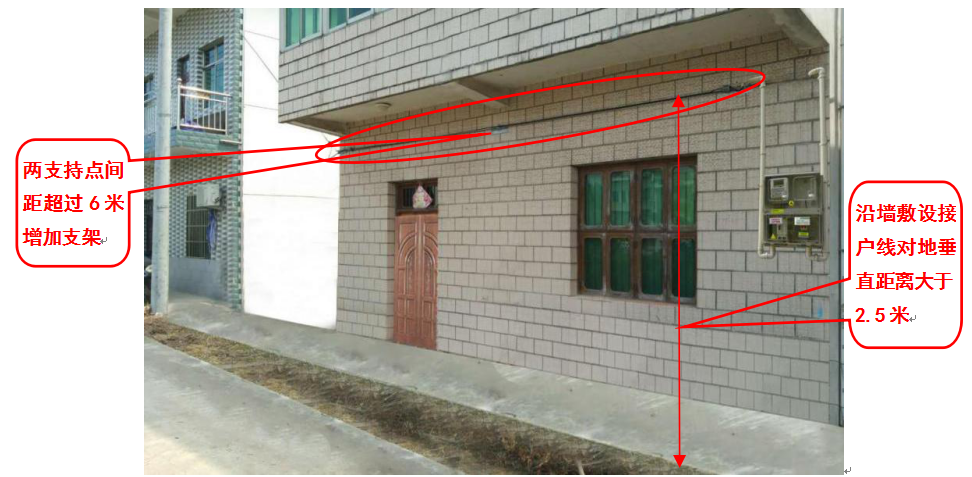 两支持点间
距超过 6 米
增加支架
沿墙敷设接
户线对地垂
直距离大于
2.5 米